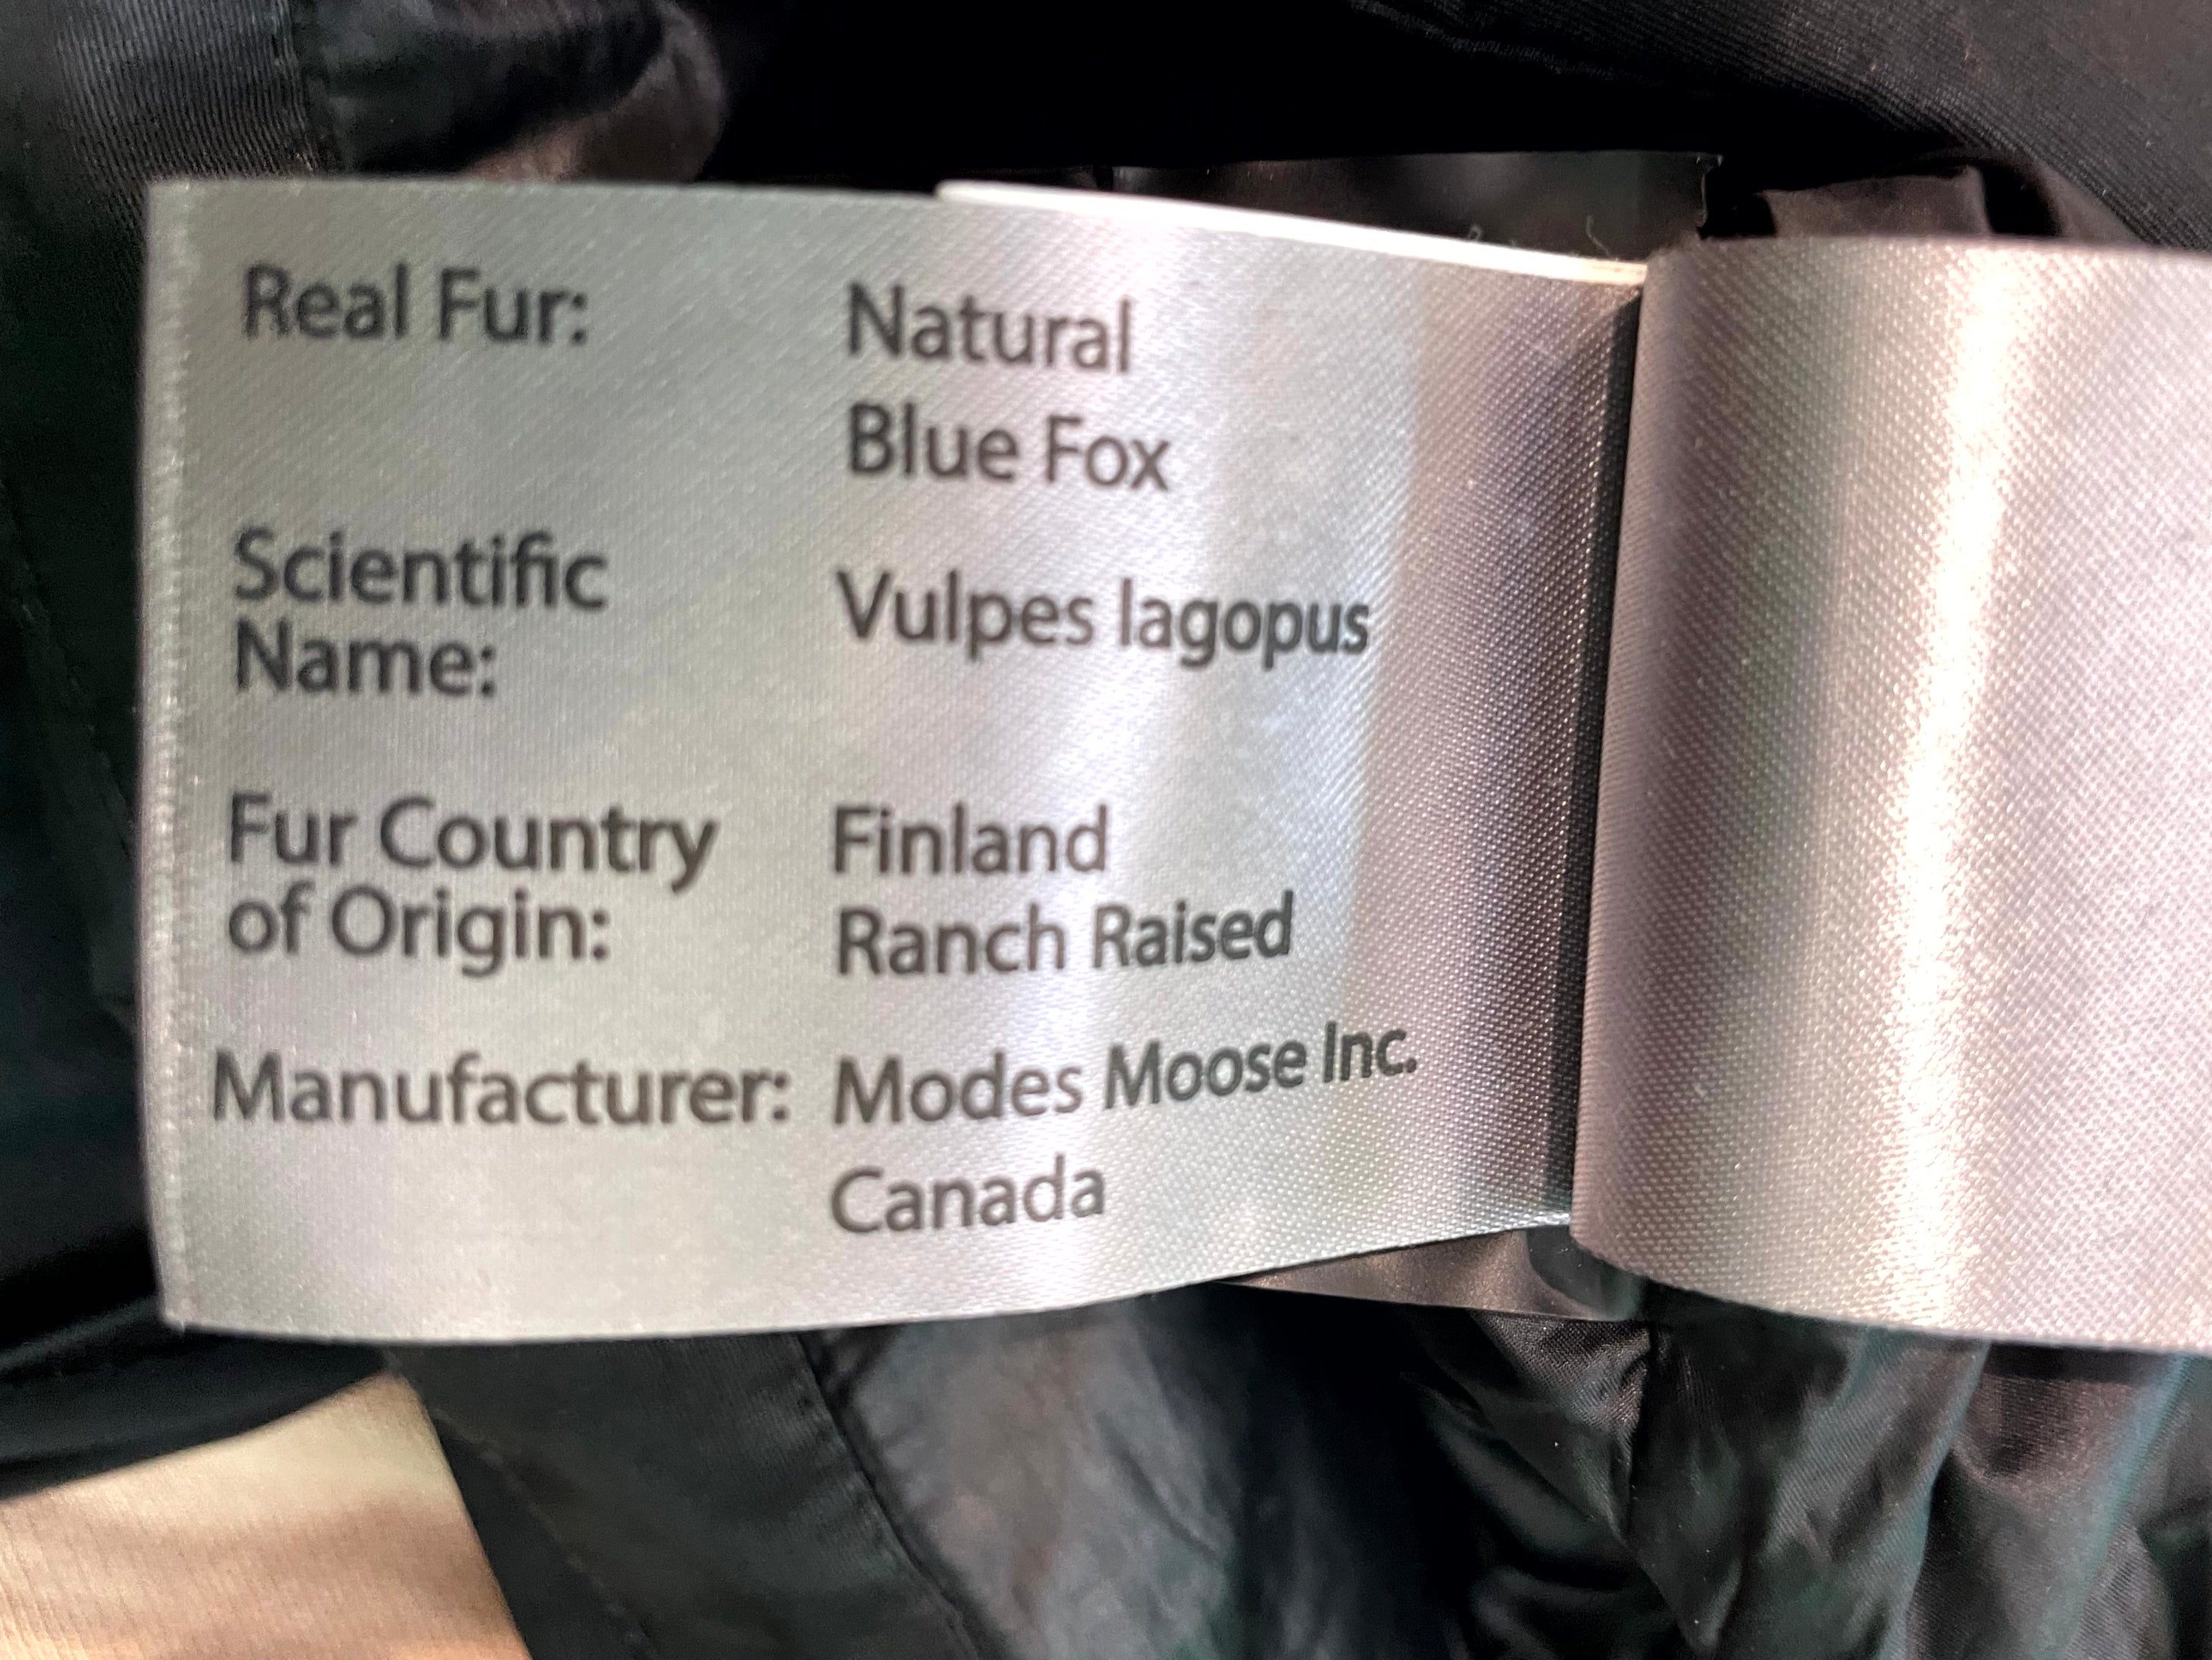 Real Fur: Natural
Blue Fox
Scientific
Name: Vulpes lagopus
Fur Country
of Origin: Finland
Ranch Raised
Manufacturer: Modes Moose Inc.
Canada